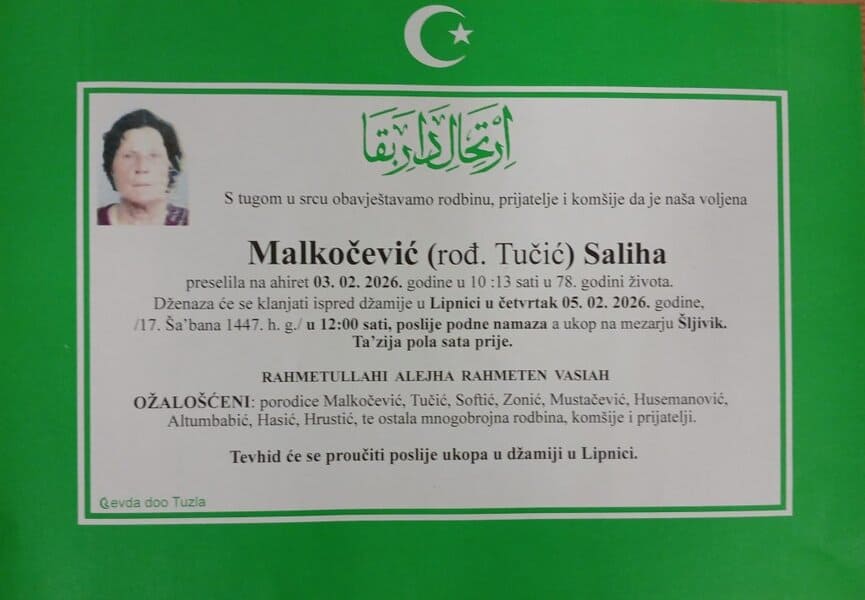 إرتحال دار بقا
S tugom u srcu obavještavamo rodbinu, prijatelje i komšije da je naša voljena
Malkočević (rođ. Tučić) Saliha
preselila na ahiret 03. 02. 2026. godine u 10 :13 sati u 78. godini života.
Dženaza će se klanjati ispred džamije u Lipnici u četvrtak 05. 02. 2026. godine,
/17. Ša'bana 1447. h. g./ u 12:00 sati, poslije podne namaza a ukop na mezarju Šljivik.
Ta'zija pola sata prije.
RAHMETULLAHI ALEJHA RAHMETEN VASIAH
OŽALOŠĆENI: porodice Malkočević, Tučić, Softić, Zonić, Mustačević, Husemanović,
Altumbabić, Hasić, Hrustić, te ostala mnogobrojna rodbina, komšije i prijatelji.
Tevhid će se proučiti poslije ukopa u džamiji u Lipnici.
evda doo Tuzla